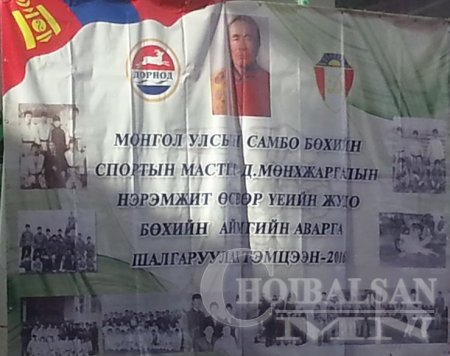 ДОРНОД
МОНГОЛ УЛСЫН САМБО БӨХИЙН
СПОРТЫН МАСТЕР Д.МӨНХЖАРГАЛЫН
НЭРЭМЖИТ ӨСВӨР ҮЕИЙН ЖУДО
БӨХИЙН АЙМГИЙН АВАРГА
ШАЛГАРУУЛАХ ТЭМЦЭЭН-2016
CHOIBALSAN